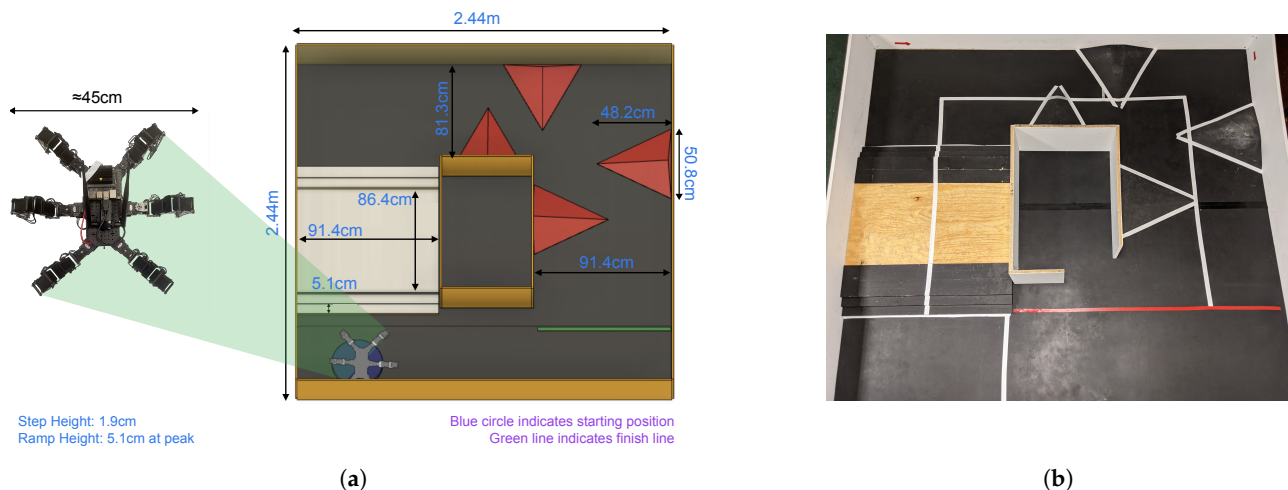 2.44m
≈45cm
81.3cm
48.2cm
50.8cm
2.44m
86.4cm
91.4cm
91.4cm
5.1cm
Step Height: 1.9cm
Ramp Height: 5.1cm at peak
Blue circle indicates starting position
Green line indicates finish line
(a)
(b)